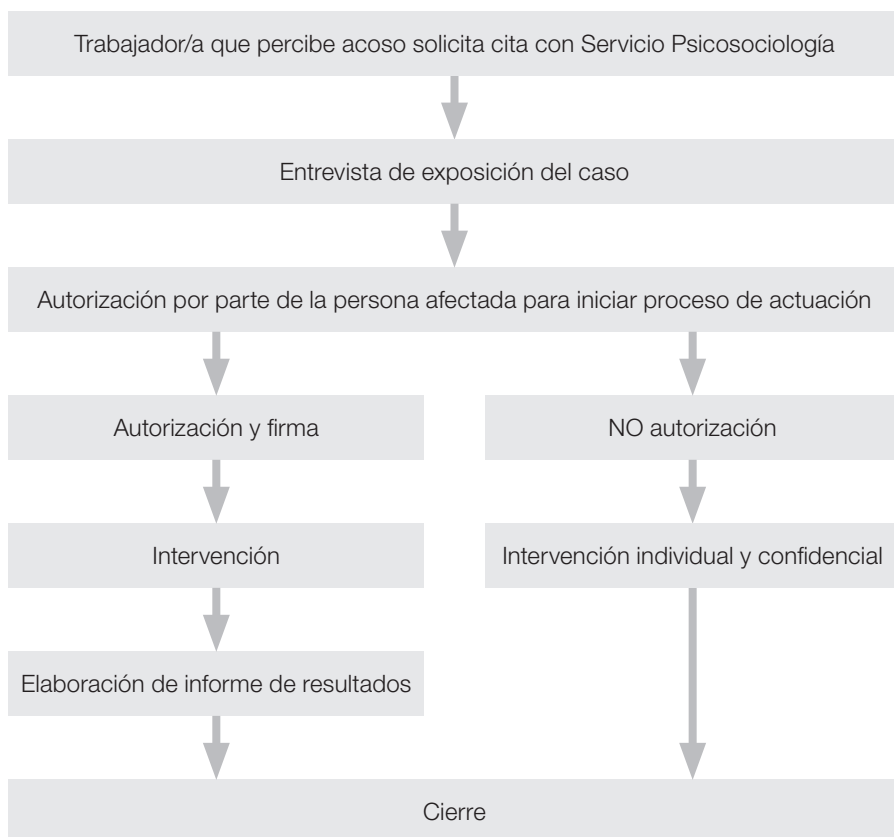 Trabajador/a que percibe acoso solicita cita con Servicio Psicosociología
Entrevista de exposición del caso
Autorización por parte de la persona afectada para iniciar proceso de actuación
Autorización y firma
NO autorización
Intervención
Intervención individual y confidencial
Elaboración de informe de resultados
Cierre